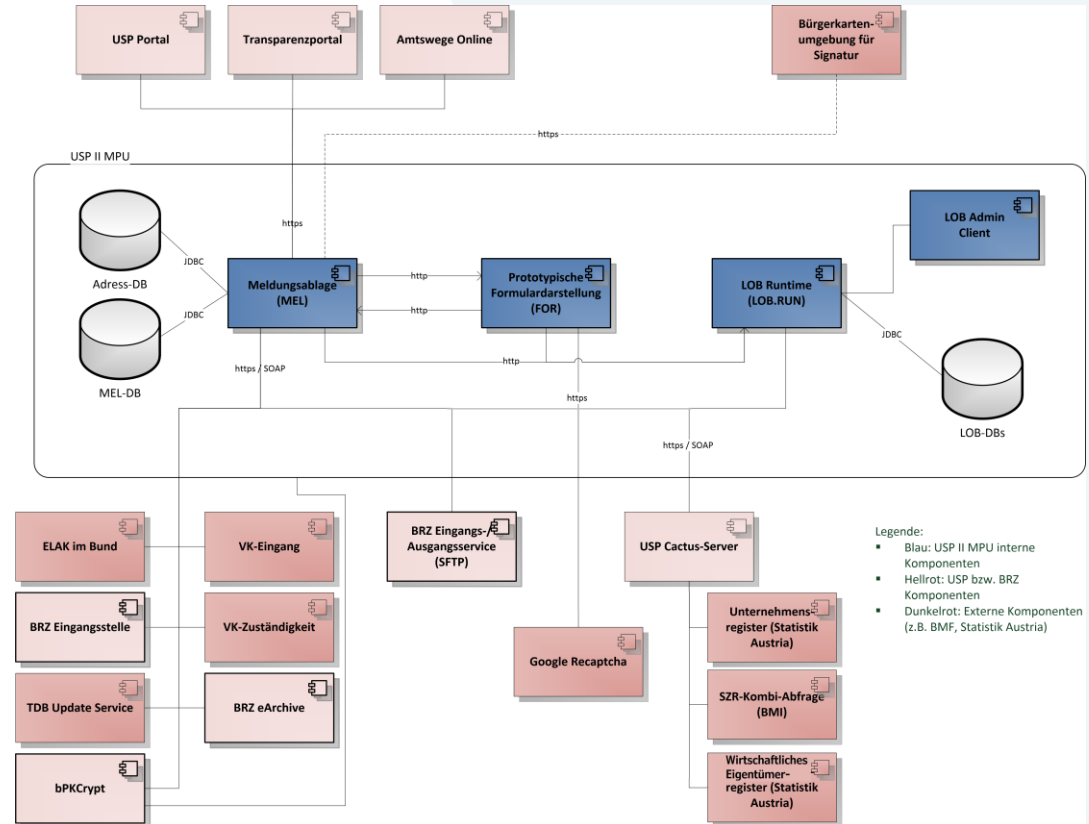 USP Portal
Transparenzportal
Amtswege Online
Bürgerkarten-
umgebung für
Signatur
https
USP II MPU
https
Adress-DB
JDBC
JDBC
MEL-DB
Meldungsablage
(MEL)
http
http
Prototypische
Formulardarstellung
(FOR)
LOB Runtime
(LOB.RUN)
LOB Admin
Client
JDBC
LOB-DBs
http
https / SOAP
https
https / SOAP
ELAK im Bund
VK-Eingang
BRZ Eingangsstelle
VK-Zuständigkeit
TDB Update Service
BRZ eArchive
bPKCrypt
BRZ Eingangs-/
Ausgangsservice
(SFTP)
Google Recaptcha
USP Cactus-Server
Unternehmens-
register (Statistik
Austria)
SZR-Kombi-Abfrage
(BMI)
Wirtschaftliches
Eigentümer-
register (Statistik
Austria)
Legende:
▪ Blau: USP II MPU interne
Komponenten
▪ Hellrot: USP bzw. BRZ
Komponenten
▪ Dunkelrot: Externe Komponenten
(z.B. BMF, Statistik Austria)